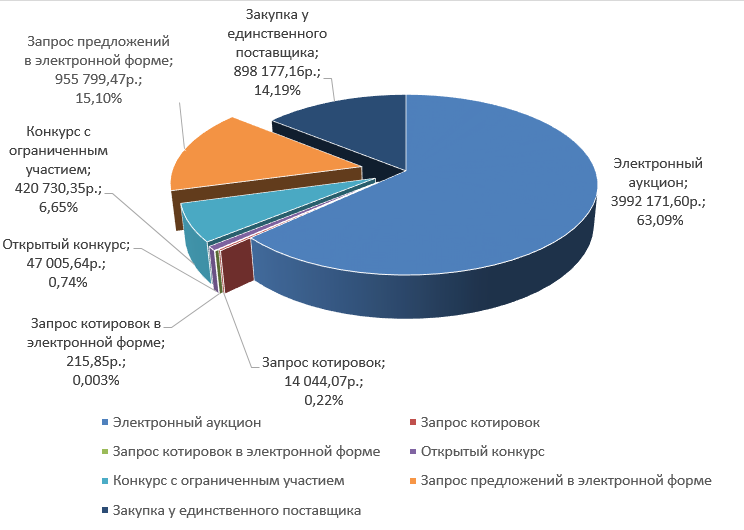 Закупка у
единственного
поставщика;
898 177,16р.;
14,19%
Запрос предложений
в электронной форме;
955 799,47р.;
15,10%
Конкурс с
ограниченным
участием;
420 730,35р.;
6,65%
Электронный
аукцион;
3992 171,60р.;
63,09%
Открытый конкурс;
47 005,64р.;
0,74%
Запрос котировок в
электронной форме;
215,85р.;
0,003%
Запрос котировок;
14 044,07р.;
0,22%
Электронный аукцион
Запрос котировок
Запрос котировок в электронной форме
Открытый конкурс
Конкурс с ограниченным участием
Запрос предложений в электронной форме
Закупка у единственного поставщика